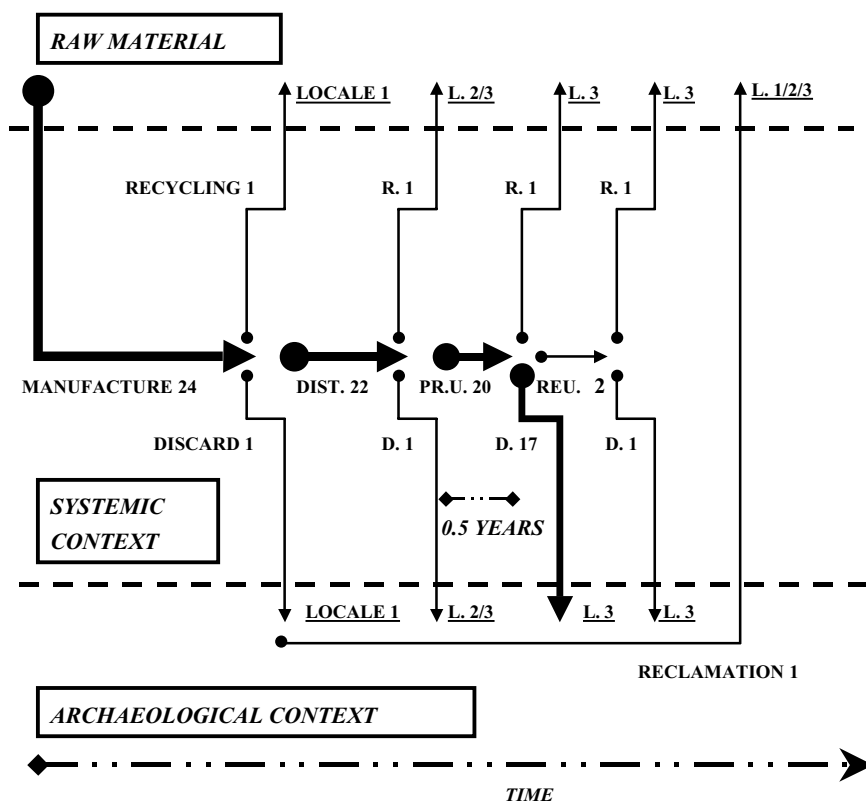 RAW MATERIAL
LOCALE 1
L. 2/3
L. 3
L. 3
L. 1/2/3
RECYCLING 1
R. 1
R. 1
R. 1
MANUFACTURE 24
DIST. 22
PR.U. 20
REU. 2
DISCARD 1
D. 1
D. 17
D. 1
SYSTEMIC
CONTEXT
0.5 YEARS
LOCALE 1
L. 2/3
L. 3
L. 3
RECLAMATION 1
ARCHAEOLOGICAL CONTEXT
TIME